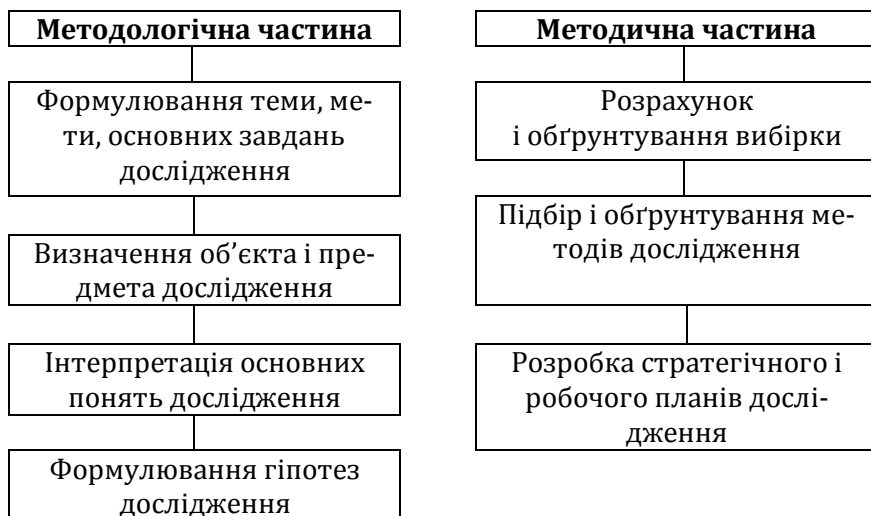 Методологічна частина
Формулювання теми, ме-
ти, основних завдань
дослідження
Визначення об’єкта і пре-
дмета дослідження
Інтерпретація основних
понять дослідження
Формулювання гіпотез
дослідження
Методична частина
Розрахунок
і обґрунтування вибірки
Підбір і обґрунтування ме-
тодів дослідження
Розробка стратегічного і
робочого планів дослі-
дження